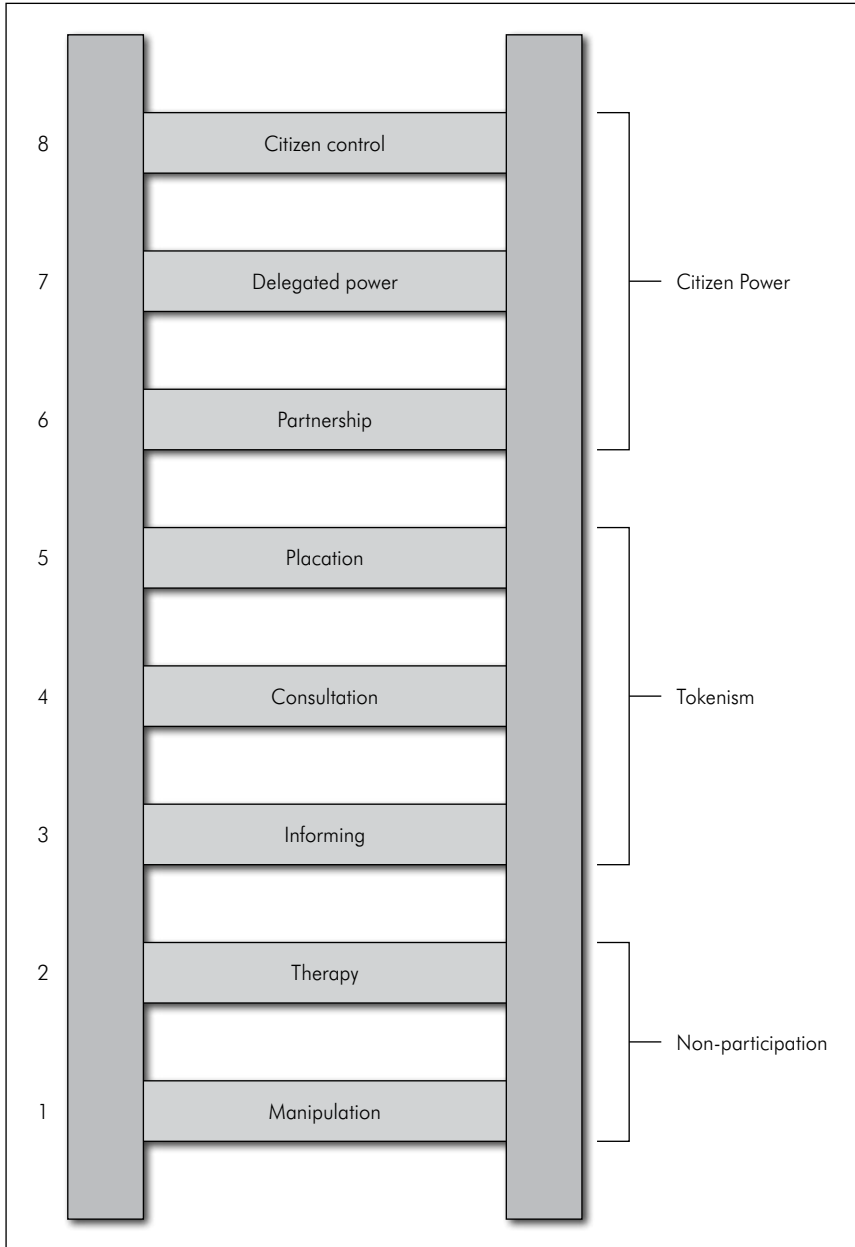 8 Citizen control
7 Delegated power Citizen Power
6 Partnership
5 Placation
4 Consultation Tokenism
3 Informing
2 Therapy
Non-participation
1 Manipulation